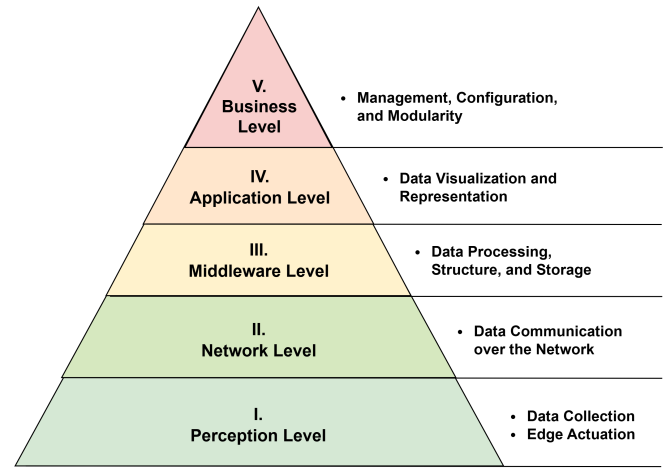 V.
Business
Level
• Management, Configuration,
and Modularity
IV.
Application Level
• Data Visualization and
Representation
III.
Middleware Level
• Data Processing,
Structure, and Storage
II.
Network Level
• Data Communication
over the Network
I.
Perception Level
• Data Collection
• Edge Actuation